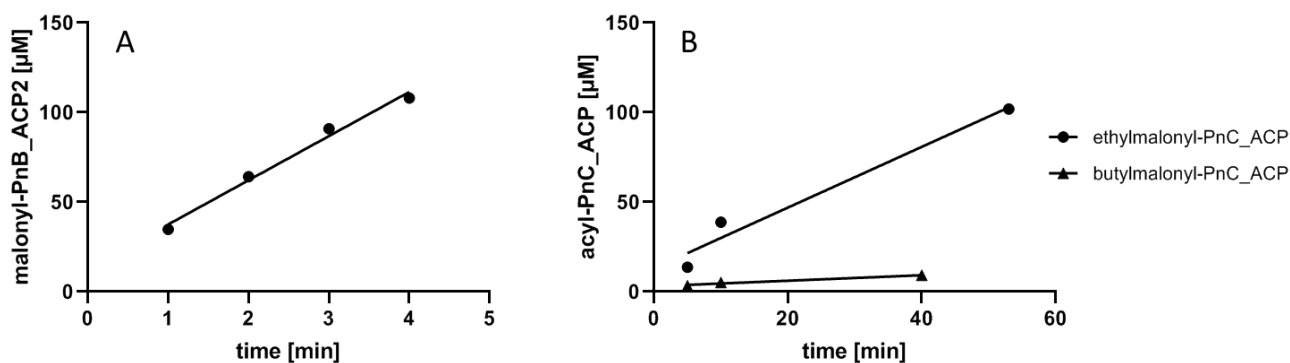 A
malonyl-PnB_ACP2 [µM]
150
100
50
0
0 1 2 3 4 5
time [min]
B
acyl-PnC_ACP [µM]
150
100
50
0
0 20 40 60
time [min]
ethylmalonyl-PnC_ACP
butylmalonyl-PnC_ACP